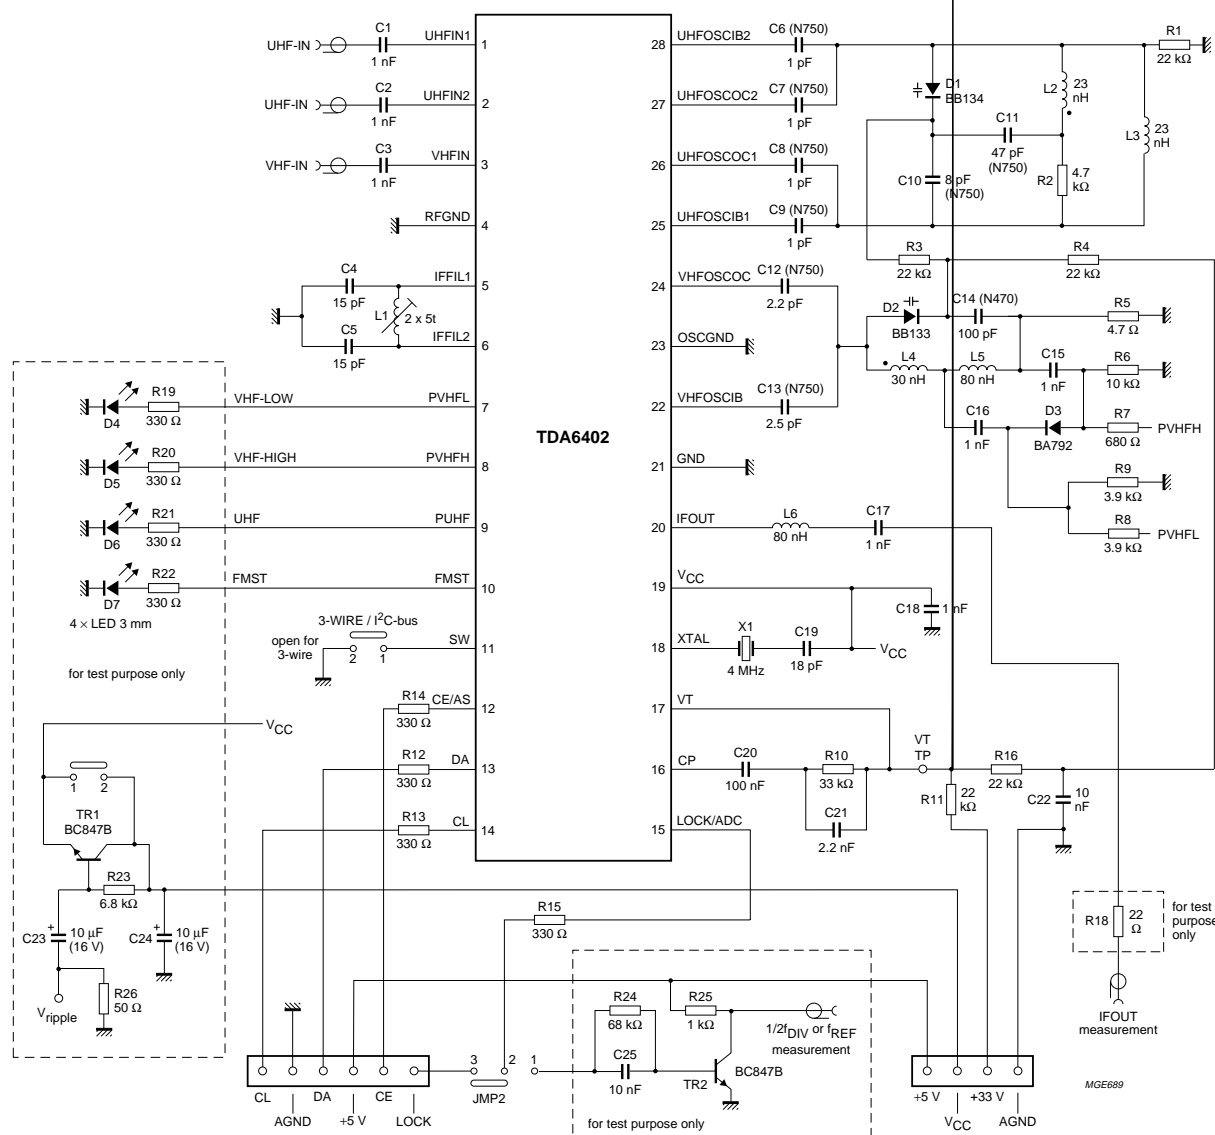 C1
UHF-IN
1 nF
UHFIN1
1
C2
UHF-IN
1 nF
UHFIN2
2
C3
VHF-IN
1 nF
VHFIN
3
RFGND
4
C4
15 pF
IFFIL1
5
L1
2 x 5t
C5
15 pF
IFFIL2
6
R19
D4
330 Ω
VHF-LOW
PVHFL
7
R20
D5
330 Ω
VHF-HIGH
PVHFH
8
R21
D6
330 Ω
UHF
PUHF
9
R22
D7
330 Ω
FMST
FMST
10
4 × LED 3 mm
for test purpose only
3-WIRE / I2C-bus
open for
3-wire
2 1
SW
11
R14
330 Ω
CE/AS
12
R12
330 Ω
DA
13
R13
330 Ω
CL
14
VCC
1 2
TR1
BC847B
R23
6.8 kΩ
C23
+
10 µF
(16 V)
C24
+
10 µF
(16 V)
Vripple
R26
50 Ω
TDA6402
28
UHFOSCIB2
C6 (N750)
1 pF
27
UHFOSCOC2
C7 (N750)
1 pF
26
UHFOSCOC1
C8 (N750)
1 pF
25
UHFOSCIB1
C9 (N750)
1 pF
24
VHFOSCOC
C12 (N750)
2.2 pF
23
OSCGND
22
VHFOSCIB
C13 (N750)
2.5 pF
21
GND
20
IFOUT
L6
80 nH
C17
1 nF
19
VCC
C18
1 nF
18
XTAL
X1
4 MHz
C19
18 pF
VCC
17
VT
16
CP
C20
100 nF
R10
33 kΩ
C21
2.2 nF
VT
TP
R16
22 kΩ
R11
22
kΩ
C22
10
nF
15
LOCK/ADC
R1
22 kΩ
D1
BB134
L2
23
nH
C11
47 pF
(N750)
L3
23
nH
C10
8 pF
(N750)
R2
4.7
kΩ
R3
22 kΩ
R4
22 kΩ
D2
BB133
C14 (N470)
100 pF
R5
4.7 Ω
L4
30 nH
L5
80 nH
C15
1 nF
R6
10 kΩ
C16
1 nF
D3
BA792
R7
680 Ω
PVHFH
R9
3.9 kΩ
R8
3.9 kΩ
PVHFL
R18
22
Ω
for test
purpose
only
IFOUT
measurement
R15
330 Ω
R24
68 kΩ
R25
1 kΩ
1/2fDIV or fREF
measurement
C25
10 nF
TR2
BC847B
for test purpose only
3 2 1
JMP2
CL
AGND
DA
+5 V
CE
LOCK
+5 V
VCC
+33 V
AGND
MGE689